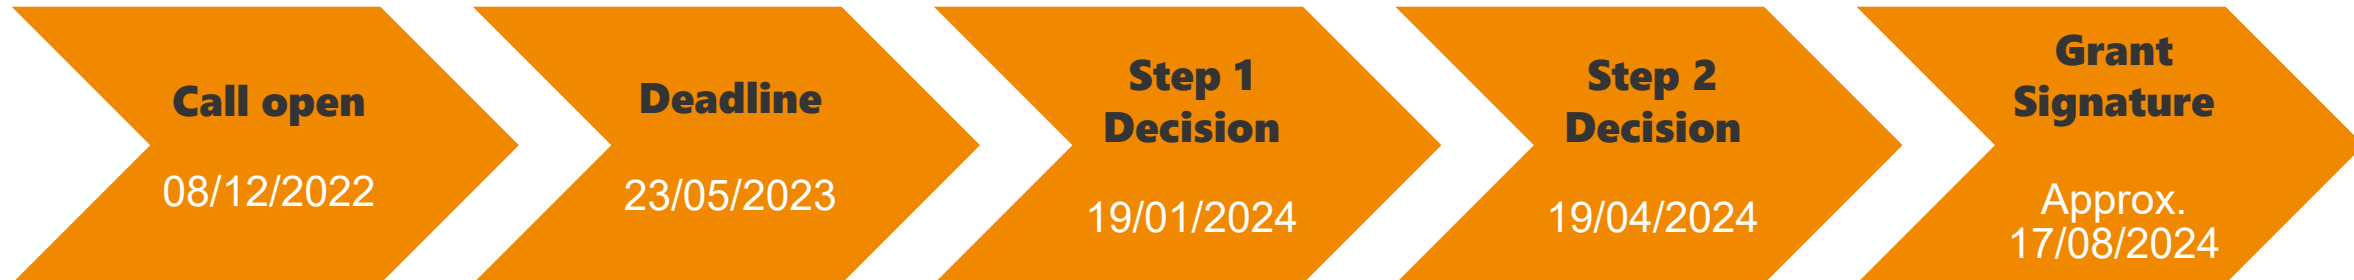 Call open
08/12/2022
Deadline
23/05/2023
Step 1
Decision
19/01/2024
Step 2
Decision
19/04/2024
Grant
Signature
Approx.
17/08/2024